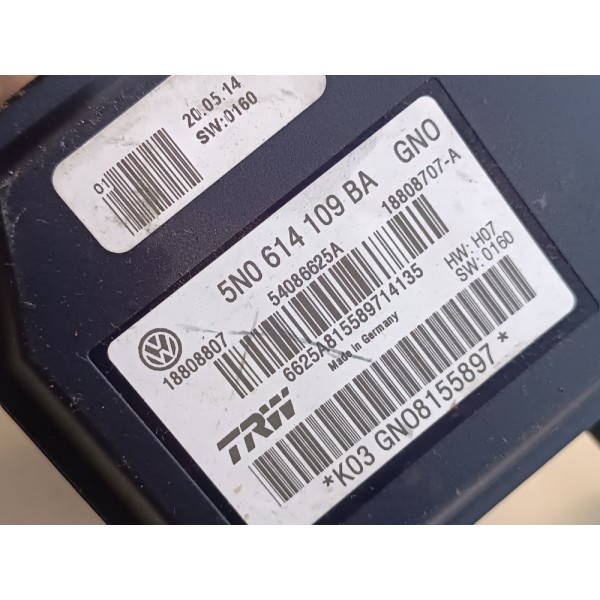 20.05.14
SW:0160
01
5N0 614 109 BA GNO
54086625A 18808707-A
VW 18808807
6625A815589714135
HW: H07
SW: 0160
Made in Germany
TRW
*K03 GNO8155897*